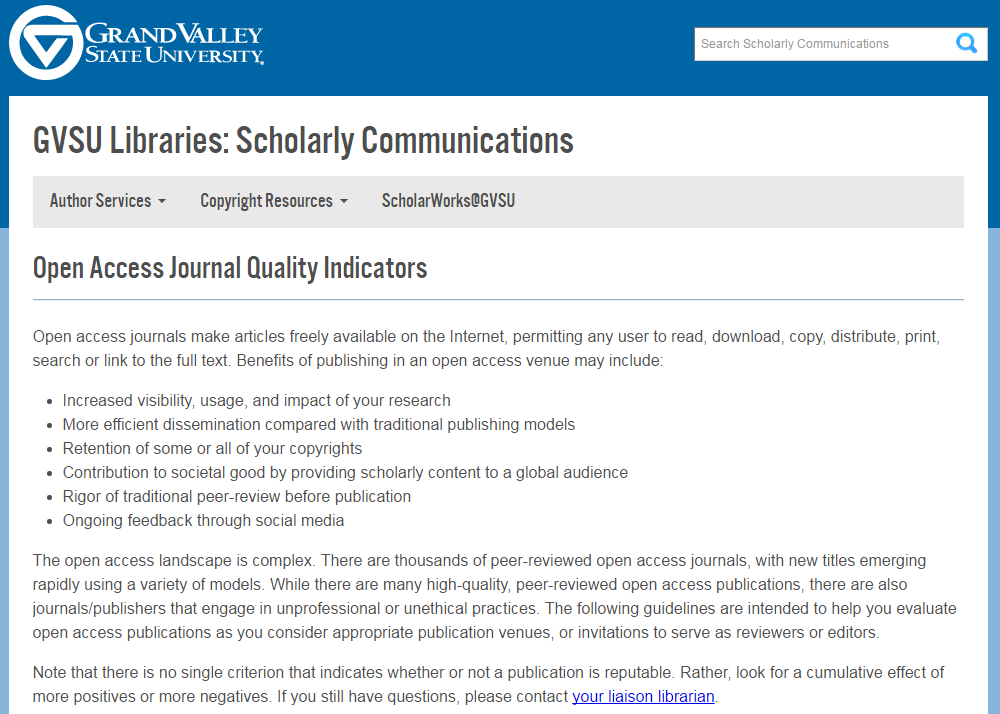 GRAND VALLEY
STATE UNIVERSITY.
Search Scholarly Communications
GVSU Libraries: Scholarly Communications
Author Services Copyright Resources ScholarWorks@GVSU
Open Access Journal Quality Indicators
Open access journals make articles freely available on the Internet, permitting any user to read, download, copy, distribute, print,
search or link to the full text. Benefits of publishing in an open access venue may include:
• Increased visibility, usage, and impact of your research
• More efficient dissemination compared with traditional publishing models
• Retention of some or all of your copyrights
• Contribution to societal good by providing scholarly content to a global audience
• Rigor of traditional peer-review before publication
• Ongoing feedback through social media
The open access landscape is complex. There are thousands of peer-reviewed open access journals, with new titles emerging
rapidly using a variety of models. While there are many high-quality, peer-reviewed open access publications, there are also
journals/publishers that engage in unprofessional or unethical practices. The following guidelines are intended to help you evaluate
open access publications as you consider appropriate publication venues, or invitations to serve as reviewers or editors.
Note that there is no single criterion that indicates whether or not a publication is reputable. Rather, look for a cumulative effect of
more positives or more negatives. If you still have questions, please contact your liaison librarian.